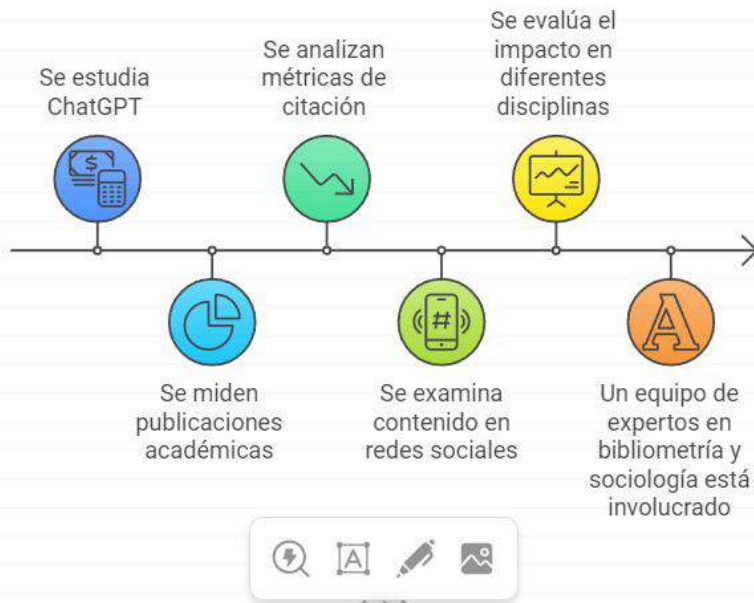 Se estudia
ChatGPT
Se miden
publicaciones
académicas
Se analizan
métricas de
citación
Se examina
contenido en
redes sociales
Se evalúa el
impacto en
diferentes
disciplinas
Un equipo de
expertos en
bibliometría y
sociología está
involucrado
$
#
A
A